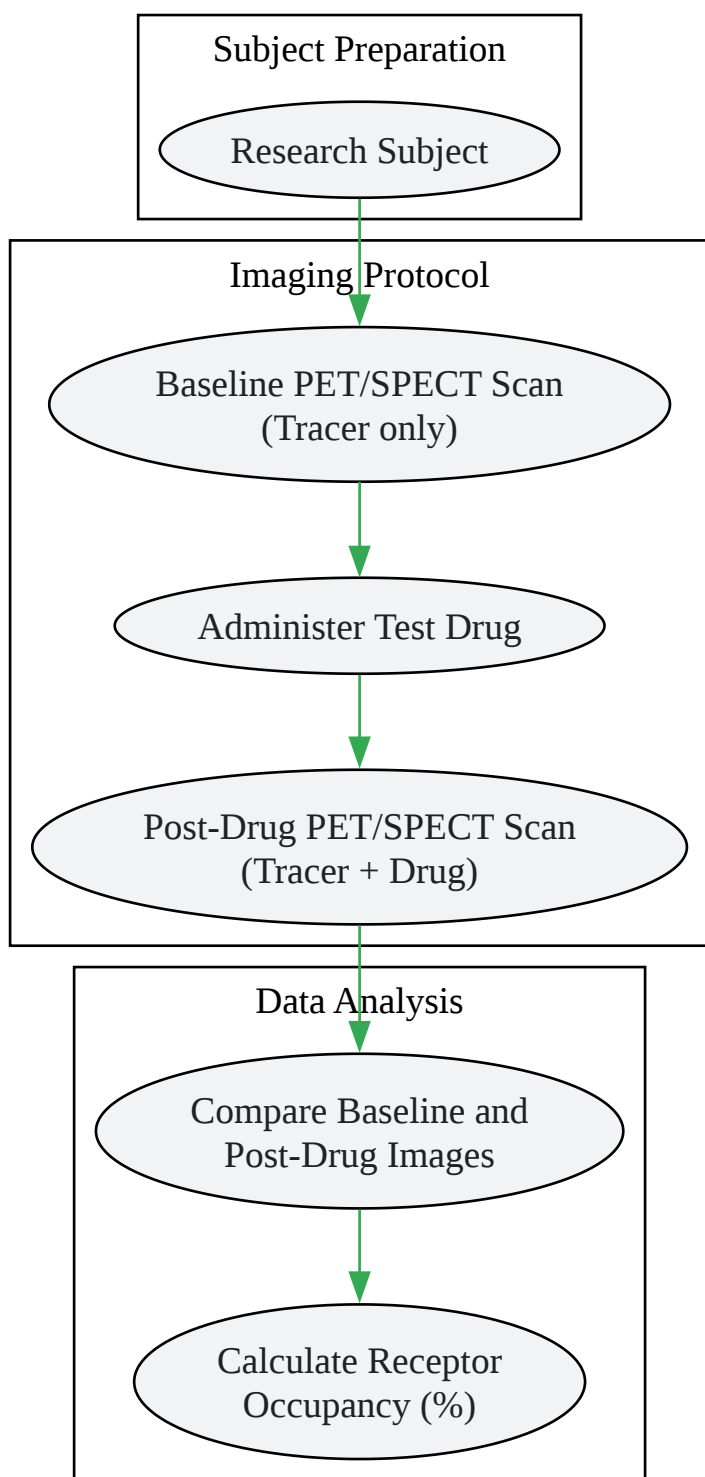 Subject Preparation
Research Subject
Imaging Protocol
Baseline PET/SPECT Scan
(Tracer only)
Administer Test Drug
Post-Drug PET/SPECT Scan
(Tracer + Drug)
Data Analysis
Compare Baseline and
Post-Drug Images
Calculate Receptor
Occupancy (%)